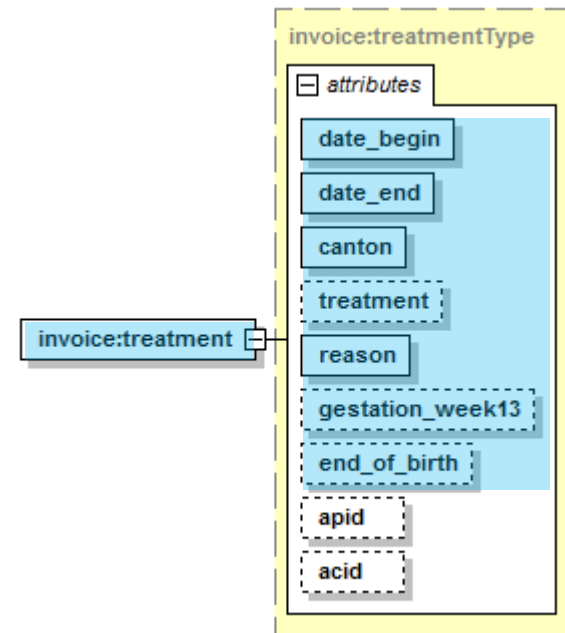 invoice:treatmentType
attributes
date_begin
date_end
canton
treatment
invoice:treatment
reason
gestation_week13
end_of_birth
apid
acid